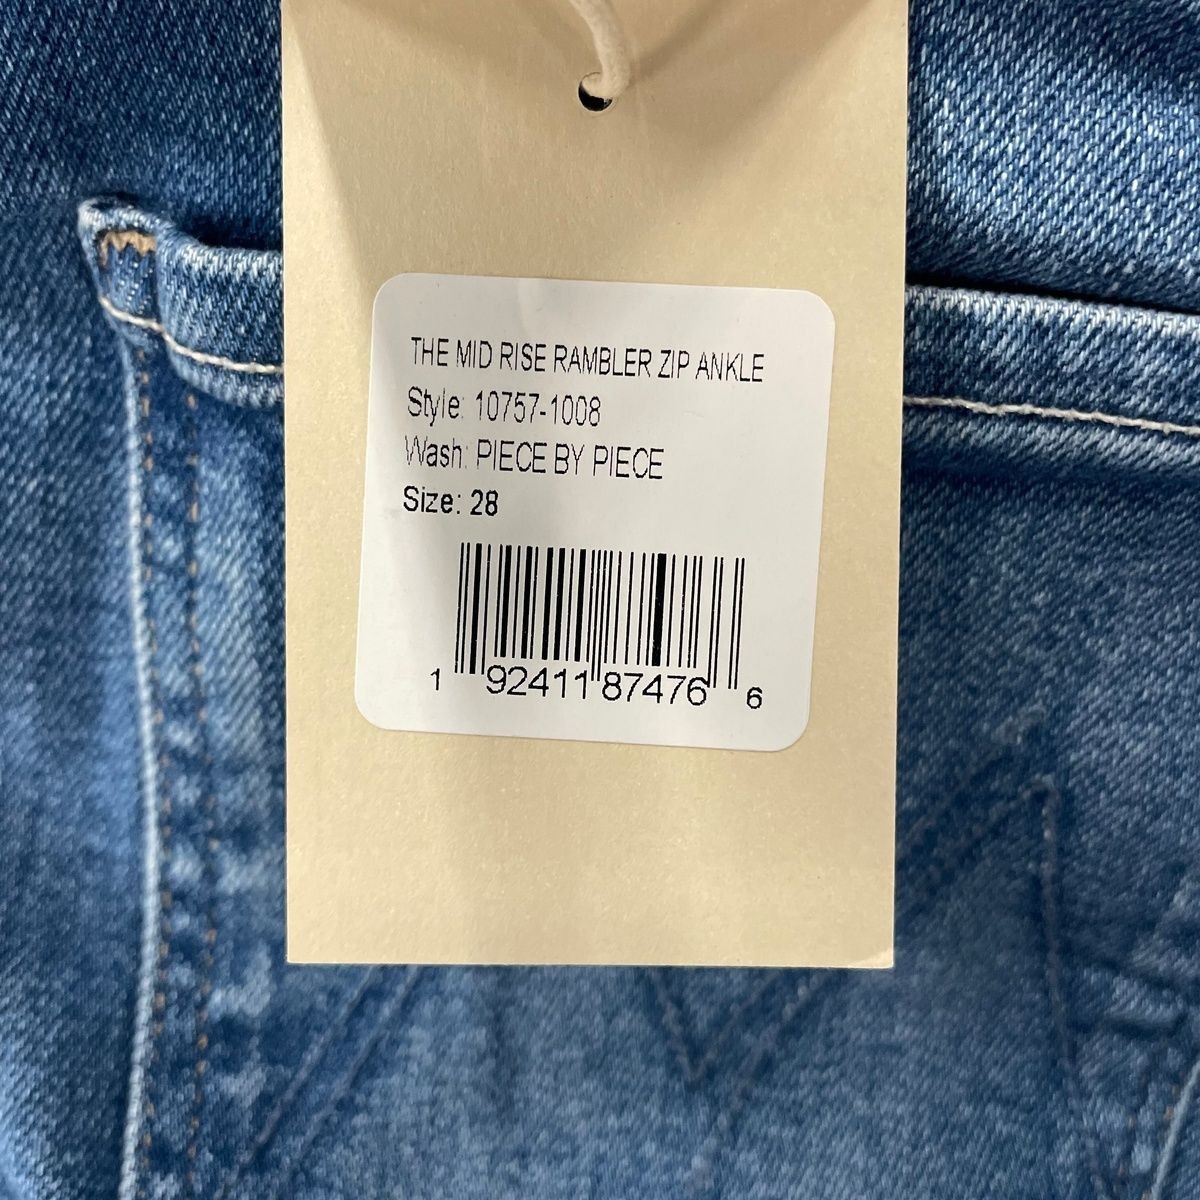 THE MID RISE RAMBLER ZIP ANKLE
Style: 10757-1008
Wash: PIECE BY PIECE
Size: 28
1 92411 87476 6